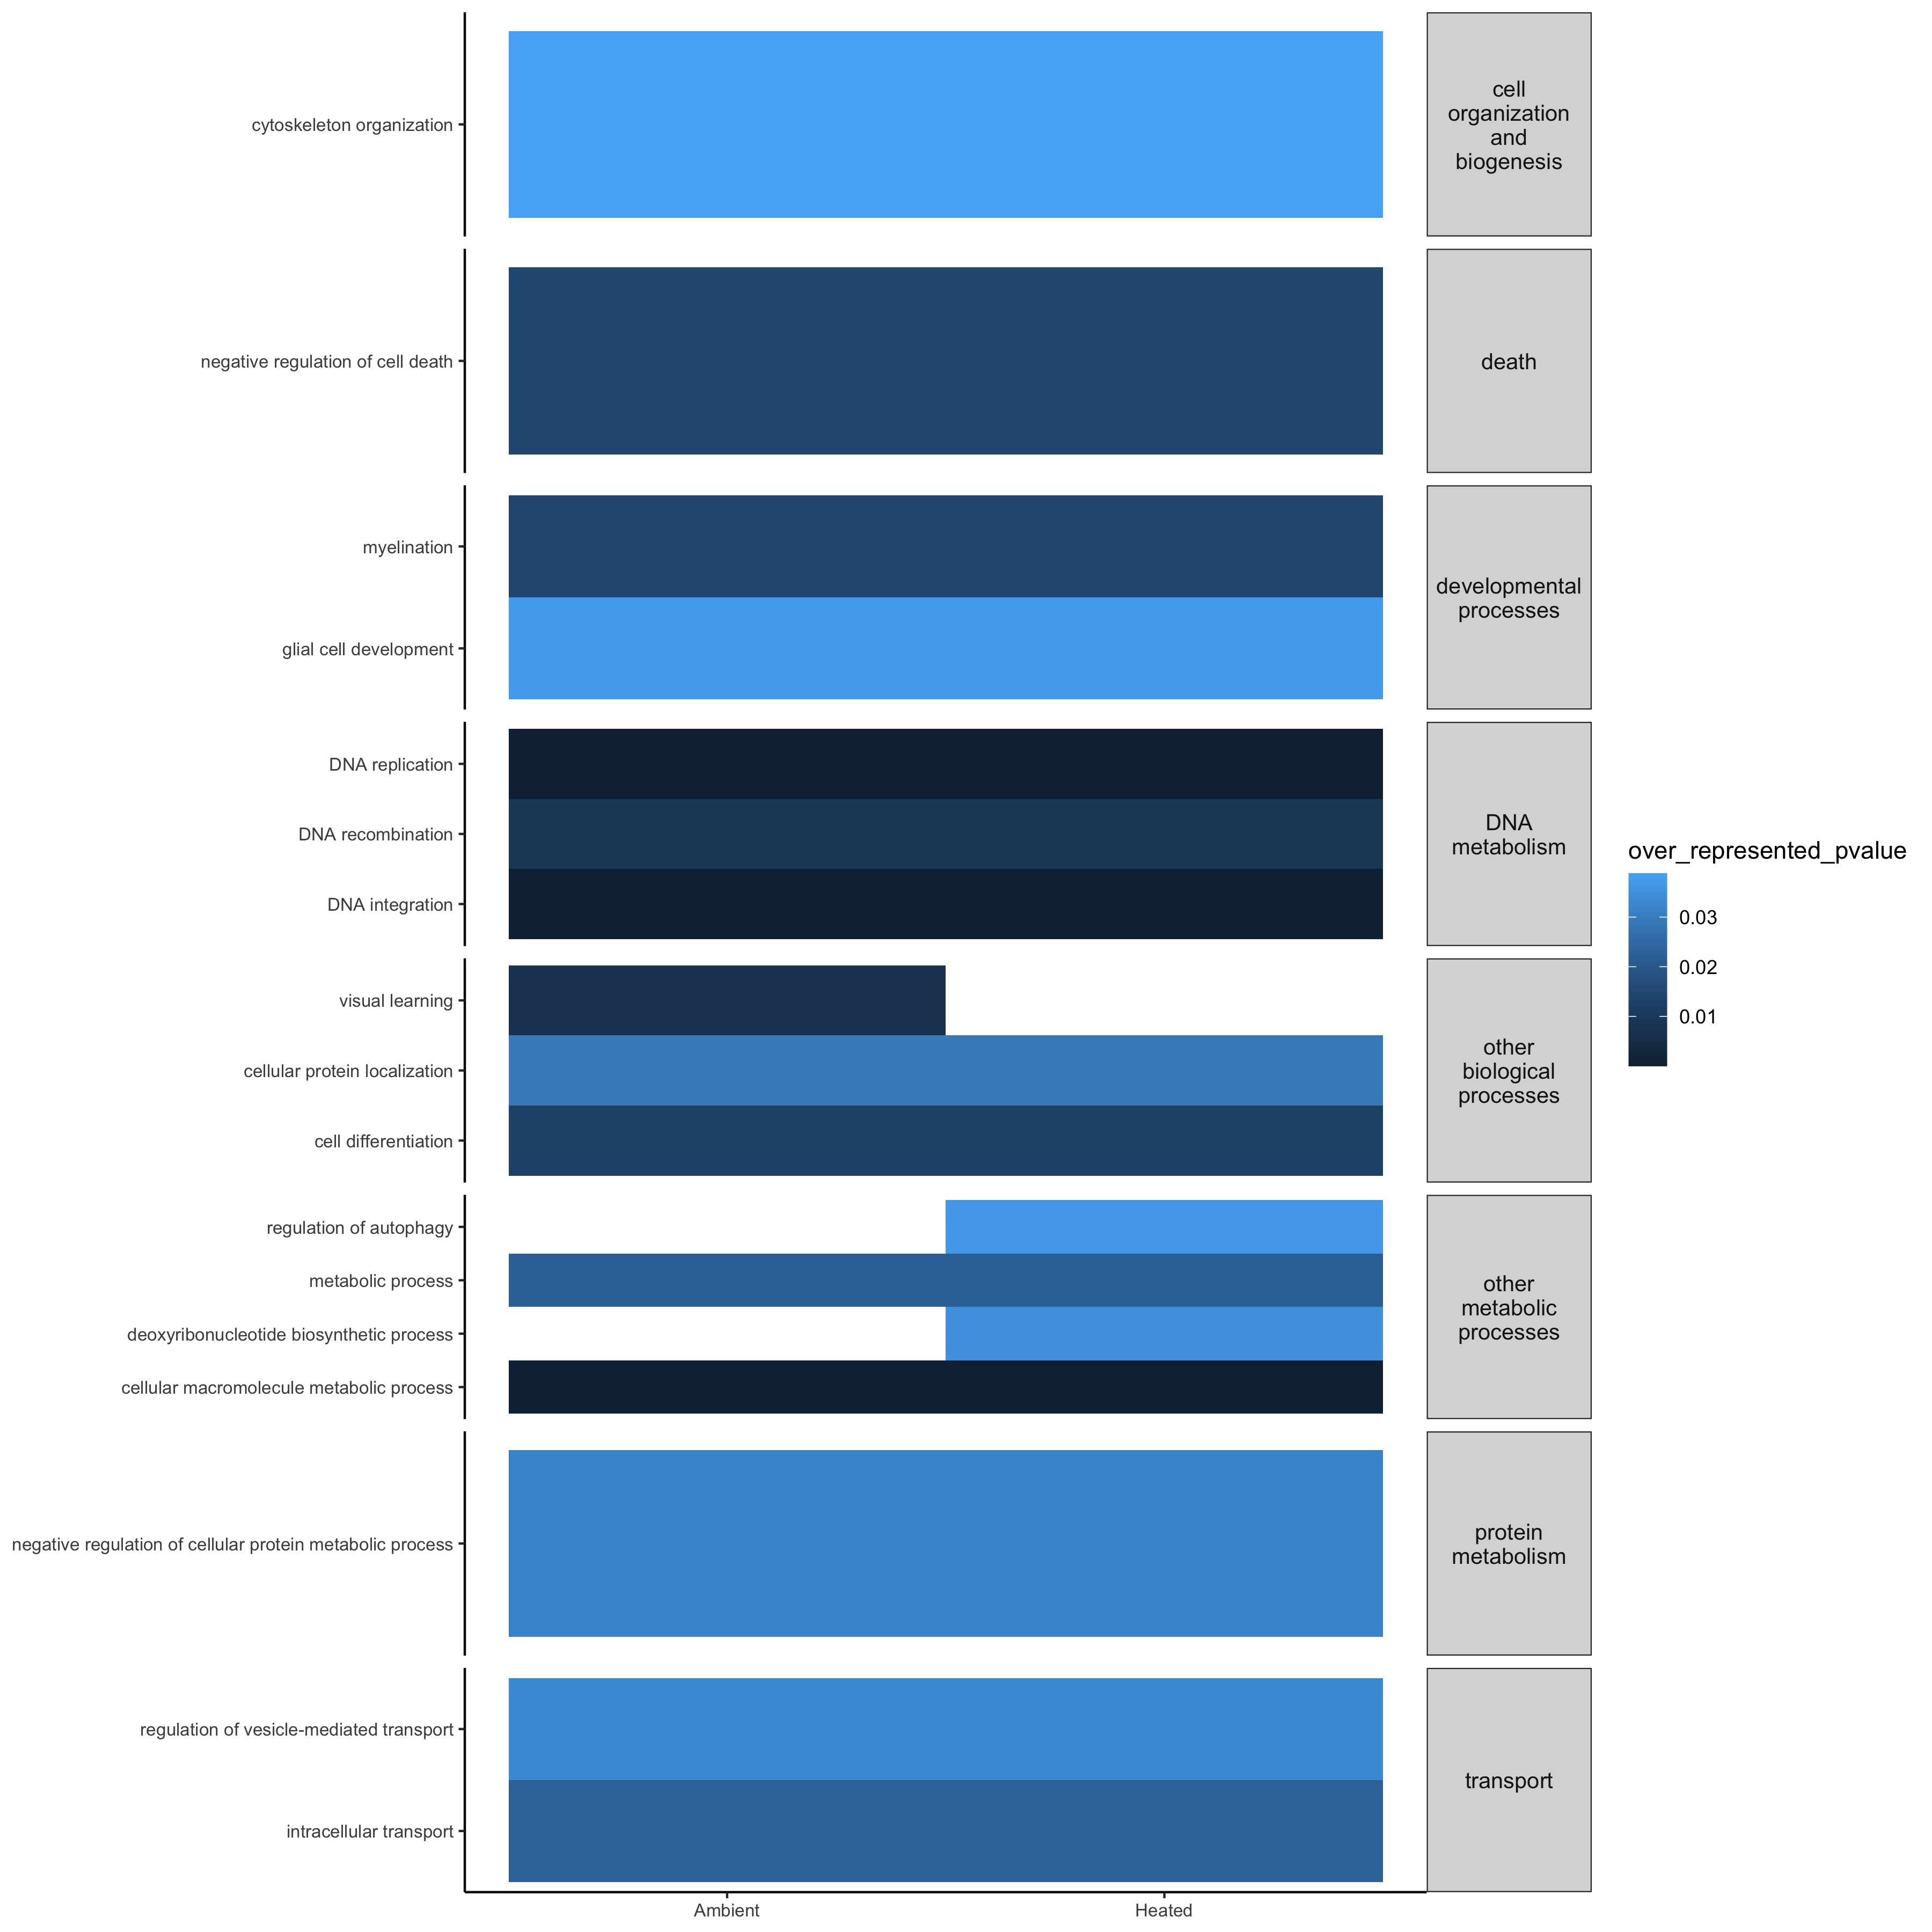 cytoskeleton organization
cell
organization
and
biogenesis
negative regulation of cell death
death
myelination
glial cell development
developmental
processes
DNA replication
DNA recombination
DNA integration
DNA
metabolism
visual learning
cellular protein localization
cell differentiation
other
biological
processes
regulation of autophagy
metabolic process
deoxyribonucleotide biosynthetic process
cellular macromolecule metabolic process
other
metabolic
processes
negative regulation of cellular protein metabolic process
protein
metabolism
regulation of vesicle-mediated transport
intracellular transport
transport
Ambient
Heated
over_represented_pvalue
0.03
0.02
0.01